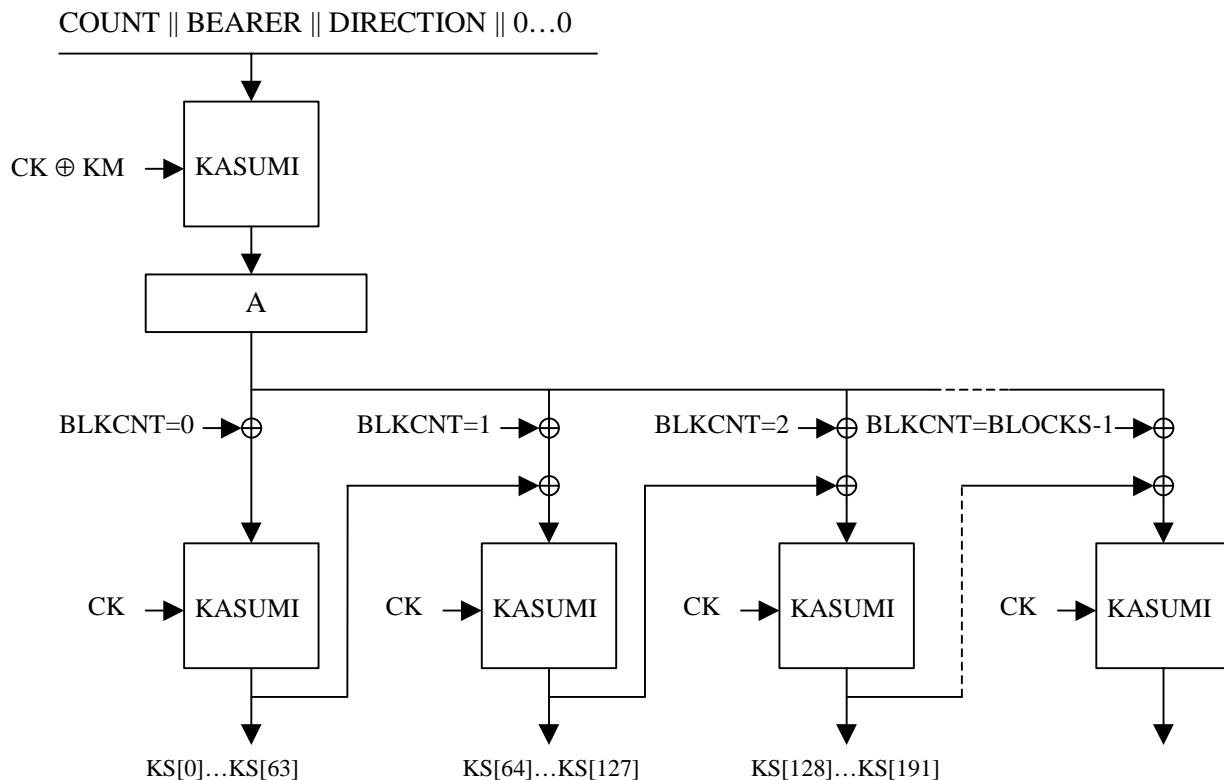 COUNT || BEARER || DIRECTION || 0…0
CK ⊕ KM
KASUMI
A
BLKCNT=0
BLKCNT=1
BLKCNT=2
BLKCNT=BLOCKS-1
CK
KASUMI
CK
KASUMI
CK
KASUMI
CK
KASUMI
KS[0]…KS[63]
KS[64]…KS[127]
KS[128]…KS[191]